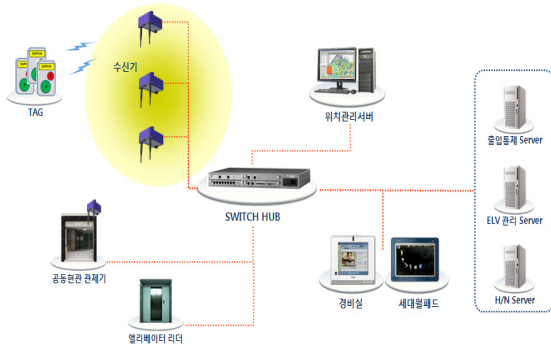 수신기
TAG
위치관리서버
출입통제 Server
SWITCH HUB
ELV 관리 Server
공동현관 관제기
경비실
세대월패드
H/N Server
엘리베이터 리더